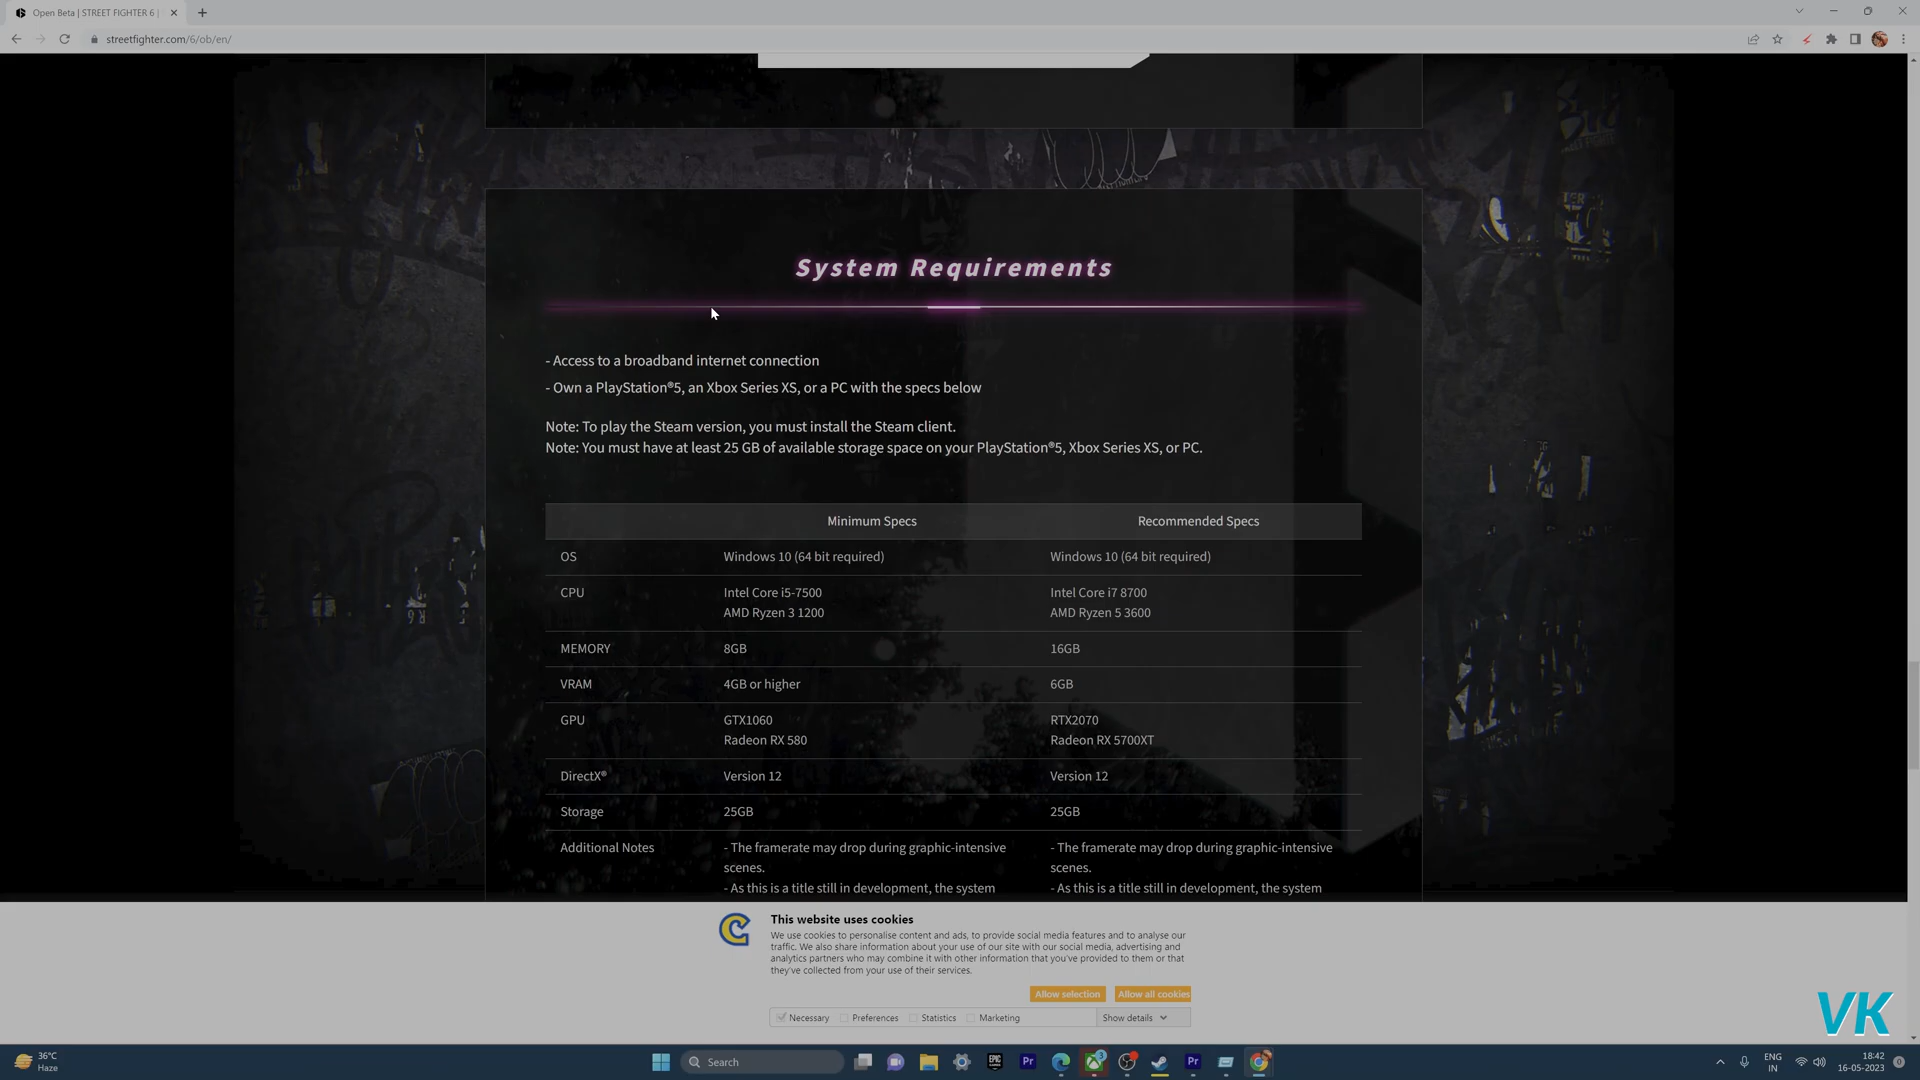 Open Beta | STREET FIGHTER 6 |
streetfighter.com/6/ob/en/
System Requirements
- Access to a broadband internet connection
- Own a PlayStation®5, an Xbox Series XS, or a PC with the specs below
Note: To play the Steam version, you must install the Steam client.
Note: You must have at least 25 GB of available storage space on your PlayStation®5, Xbox Series XS, or PC.
Minimum Specs Recommended Specs
OS Windows 10 (64 bit required) Windows 10 (64 bit required)
CPU Intel Core i5-7500 Intel Core i7 8700
AMD Ryzen 3 1200 AMD Ryzen 5 3600
MEMORY 8GB 16GB
VRAM 4GB or higher 6GB
GPU GTX1060 RTX2070
Radeon RX 580 Radeon RX 5700XT
DirectX® Version 12 Version 12
Storage 25GB 25GB
Additional Notes - The framerate may drop during graphic-intensive - The framerate may drop during graphic-intensive
scenes. scenes.
- As this is a title still in development, the system - As this is a title still in development, the system
This website uses cookies
We use cookies to personalise content and ads, to provide social media features and to analyse our
traffic. We also share information about your use of our site with our social media, advertising and
analytics partners who may combine it with other information that you've provided to them or that
they've collected from your use of their services.
Allow selection Allow all cookies
Necessary Preferences Statistics Marketing Show details
VK
36°C
Haze
Search
EPIC
Pr
3
Pr
ENG
IN
18:42
16-05-2023